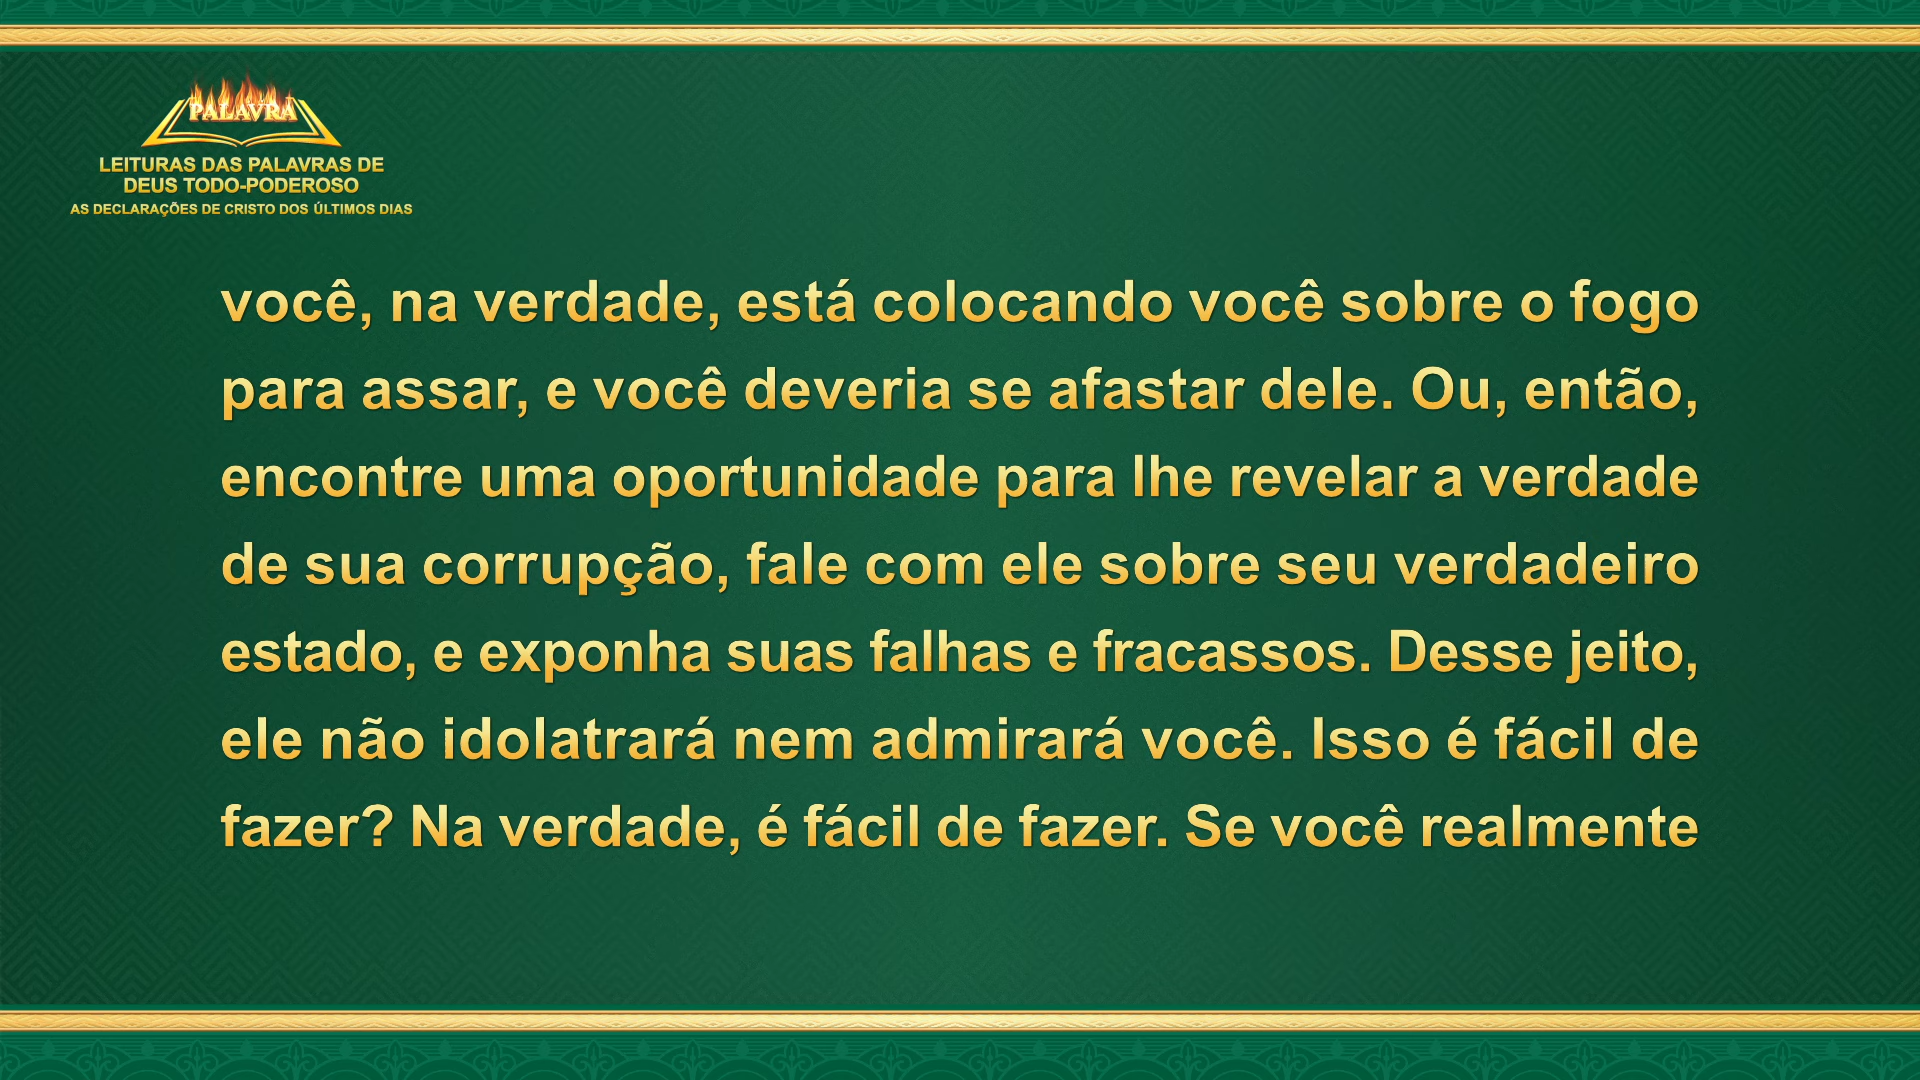 PALAVRA
LEITURAS DAS PALAVRAS DE
DEUS TODO-PODEROSO
AS DECLARAÇÕES DE CRISTO DOS ÚLTIMOS DIAS
você, na verdade, está colocando você sobre o fogo
para assar, e você deveria se afastar dele. Ou, então,
encontre uma oportunidade para lhe revelar a verdade
de sua corrupção, fale com ele sobre seu verdadeiro
estado, e exponha suas falhas e fracassos. Desse jeito,
ele não idolatrará nem admirará você. Isso é fácil de
fazer? Na verdade, é fácil de fazer. Se você realmente